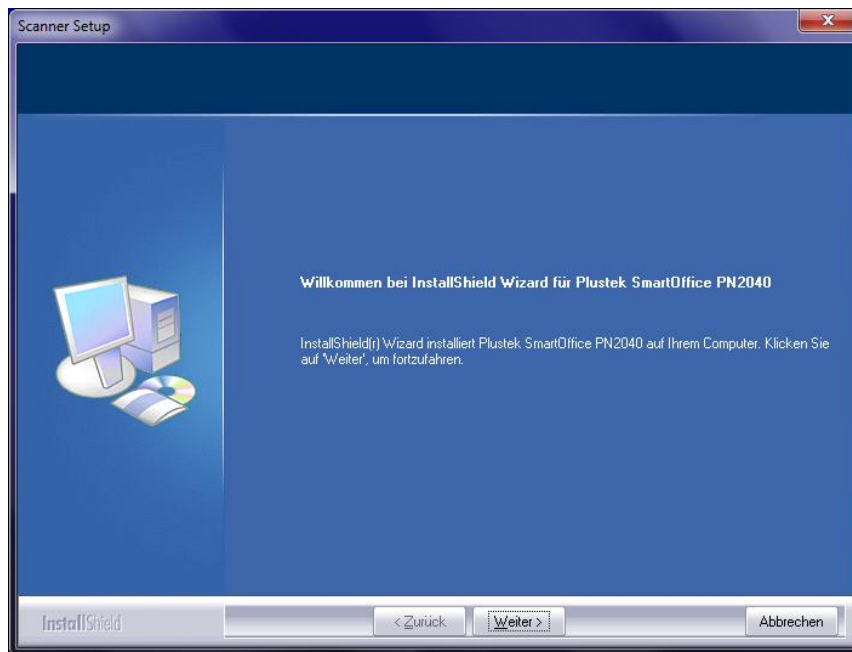 Scanner Setup
Willkommen bei InstallShield Wizard für Plustek SmartOffice PN2040
InstallShield(r) Wizard installiert Plustek SmartOffice PN2040 auf Ihrem Computer. Klicken Sie
auf 'Weiter', um fortzufahren.
InstallShield
< Zurück
Weiter >
Abbrechen